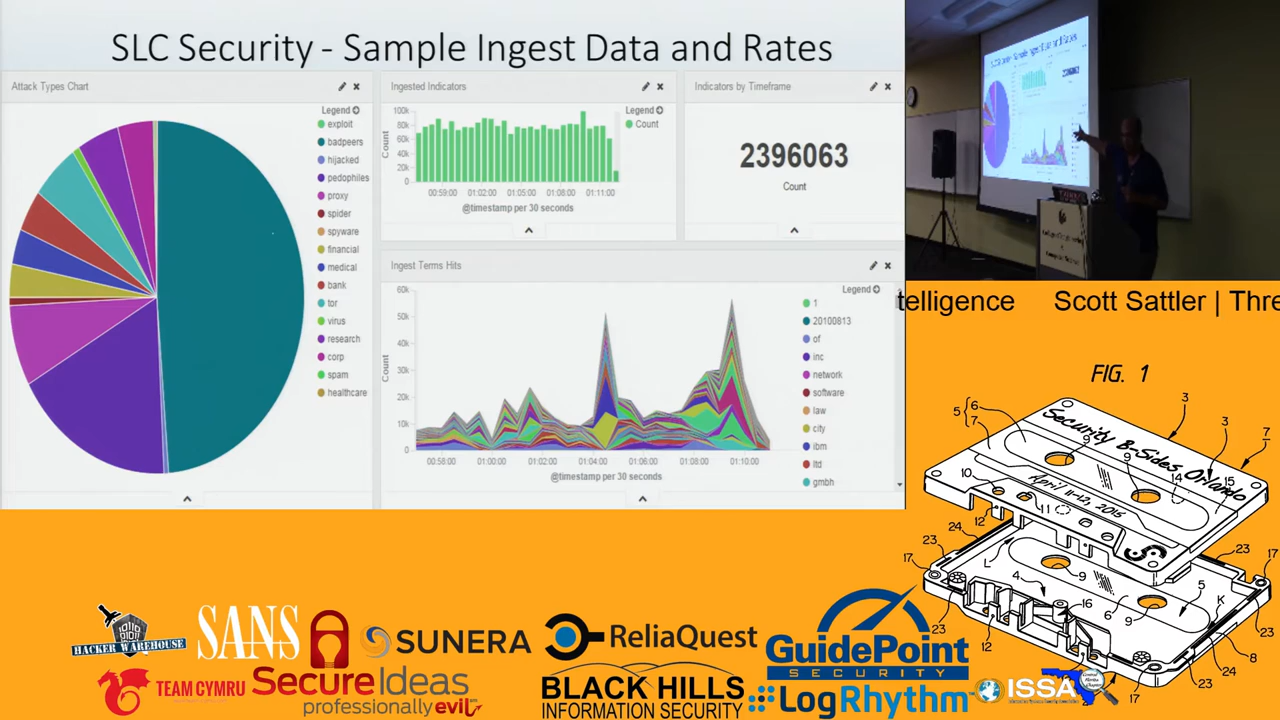 SLC Security - Sample Ingest Data and Rates
Attack Types Chart
Legend
exploit
badpeers
hijacked
pedophiles
proxy
spider
spyware
financial
medical
bank
tor
virus
research
corp
spam
healthcare
Ingested Indicators
Legend
Count
100k
80k
60k
40k
20k
0
Count
00:59:00 01:02:00 01:05:00 01:08:00 01:11:00
@timestamp per 30 seconds
Indicators by Timeframe
2396063
Count
Ingest Terms Hits
Legend
1
20100813
of
inc
network
software
law
city
ibm
ltd
gmbh
60k
50k
40k
30k
20k
10k
0
Count
00:58:00 01:00:00 01:02:00 01:04:00 01:06:00 01:08:00 01:10:00
@timestamp per 30 seconds
telligence Scott Sattler | Thre
FIG. 1
Security B-Sides Orlando
April 11-12, 2015
HACKER WAREHOUSE
SANS
SUNERA
ReliaQuest
GuidePoint
SECURITY
TEAM CYMRU
SecureIdeas
professionallyevil
BLACK HILLS
INFORMATION SECURITY
LogRhythm
ISSA